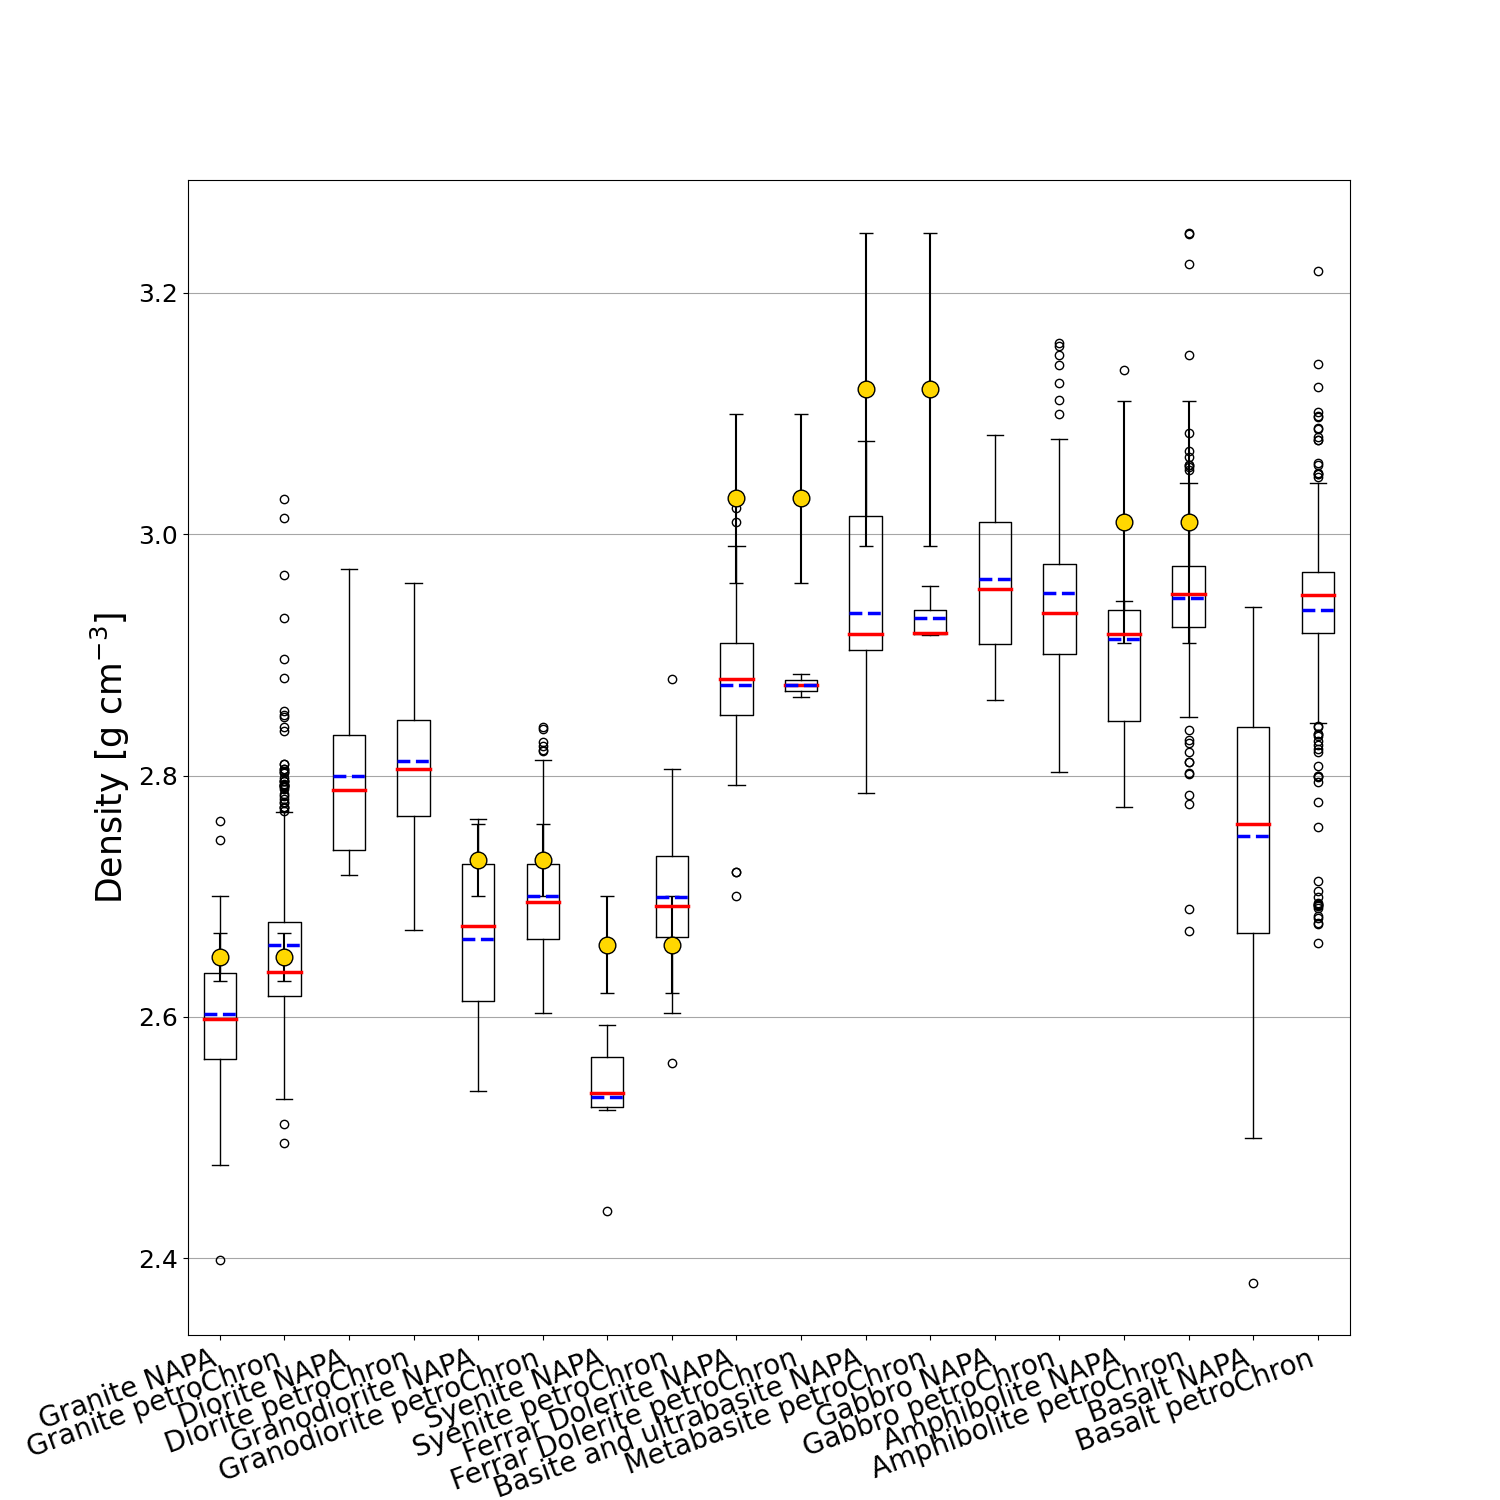 Density [g cm⁻³]
3.2
3.0
2.8
2.6
2.4
Granite NAPA
Granite petroChron
Diorite NAPA
Diorite petroChron
Granodiorite NAPA
Granodiorite petroChron
Syenite NAPA
Syenite petroChron
Ferrar Dolerite NAPA
Ferrar Dolerite petroChron
Basite and ultrabasite NAPA
Metabasite petroChron
Gabbro NAPA
Gabbro petroChron
Amphibolite NAPA
Amphibolite petroChron
Basalt NAPA
Basalt petroChron